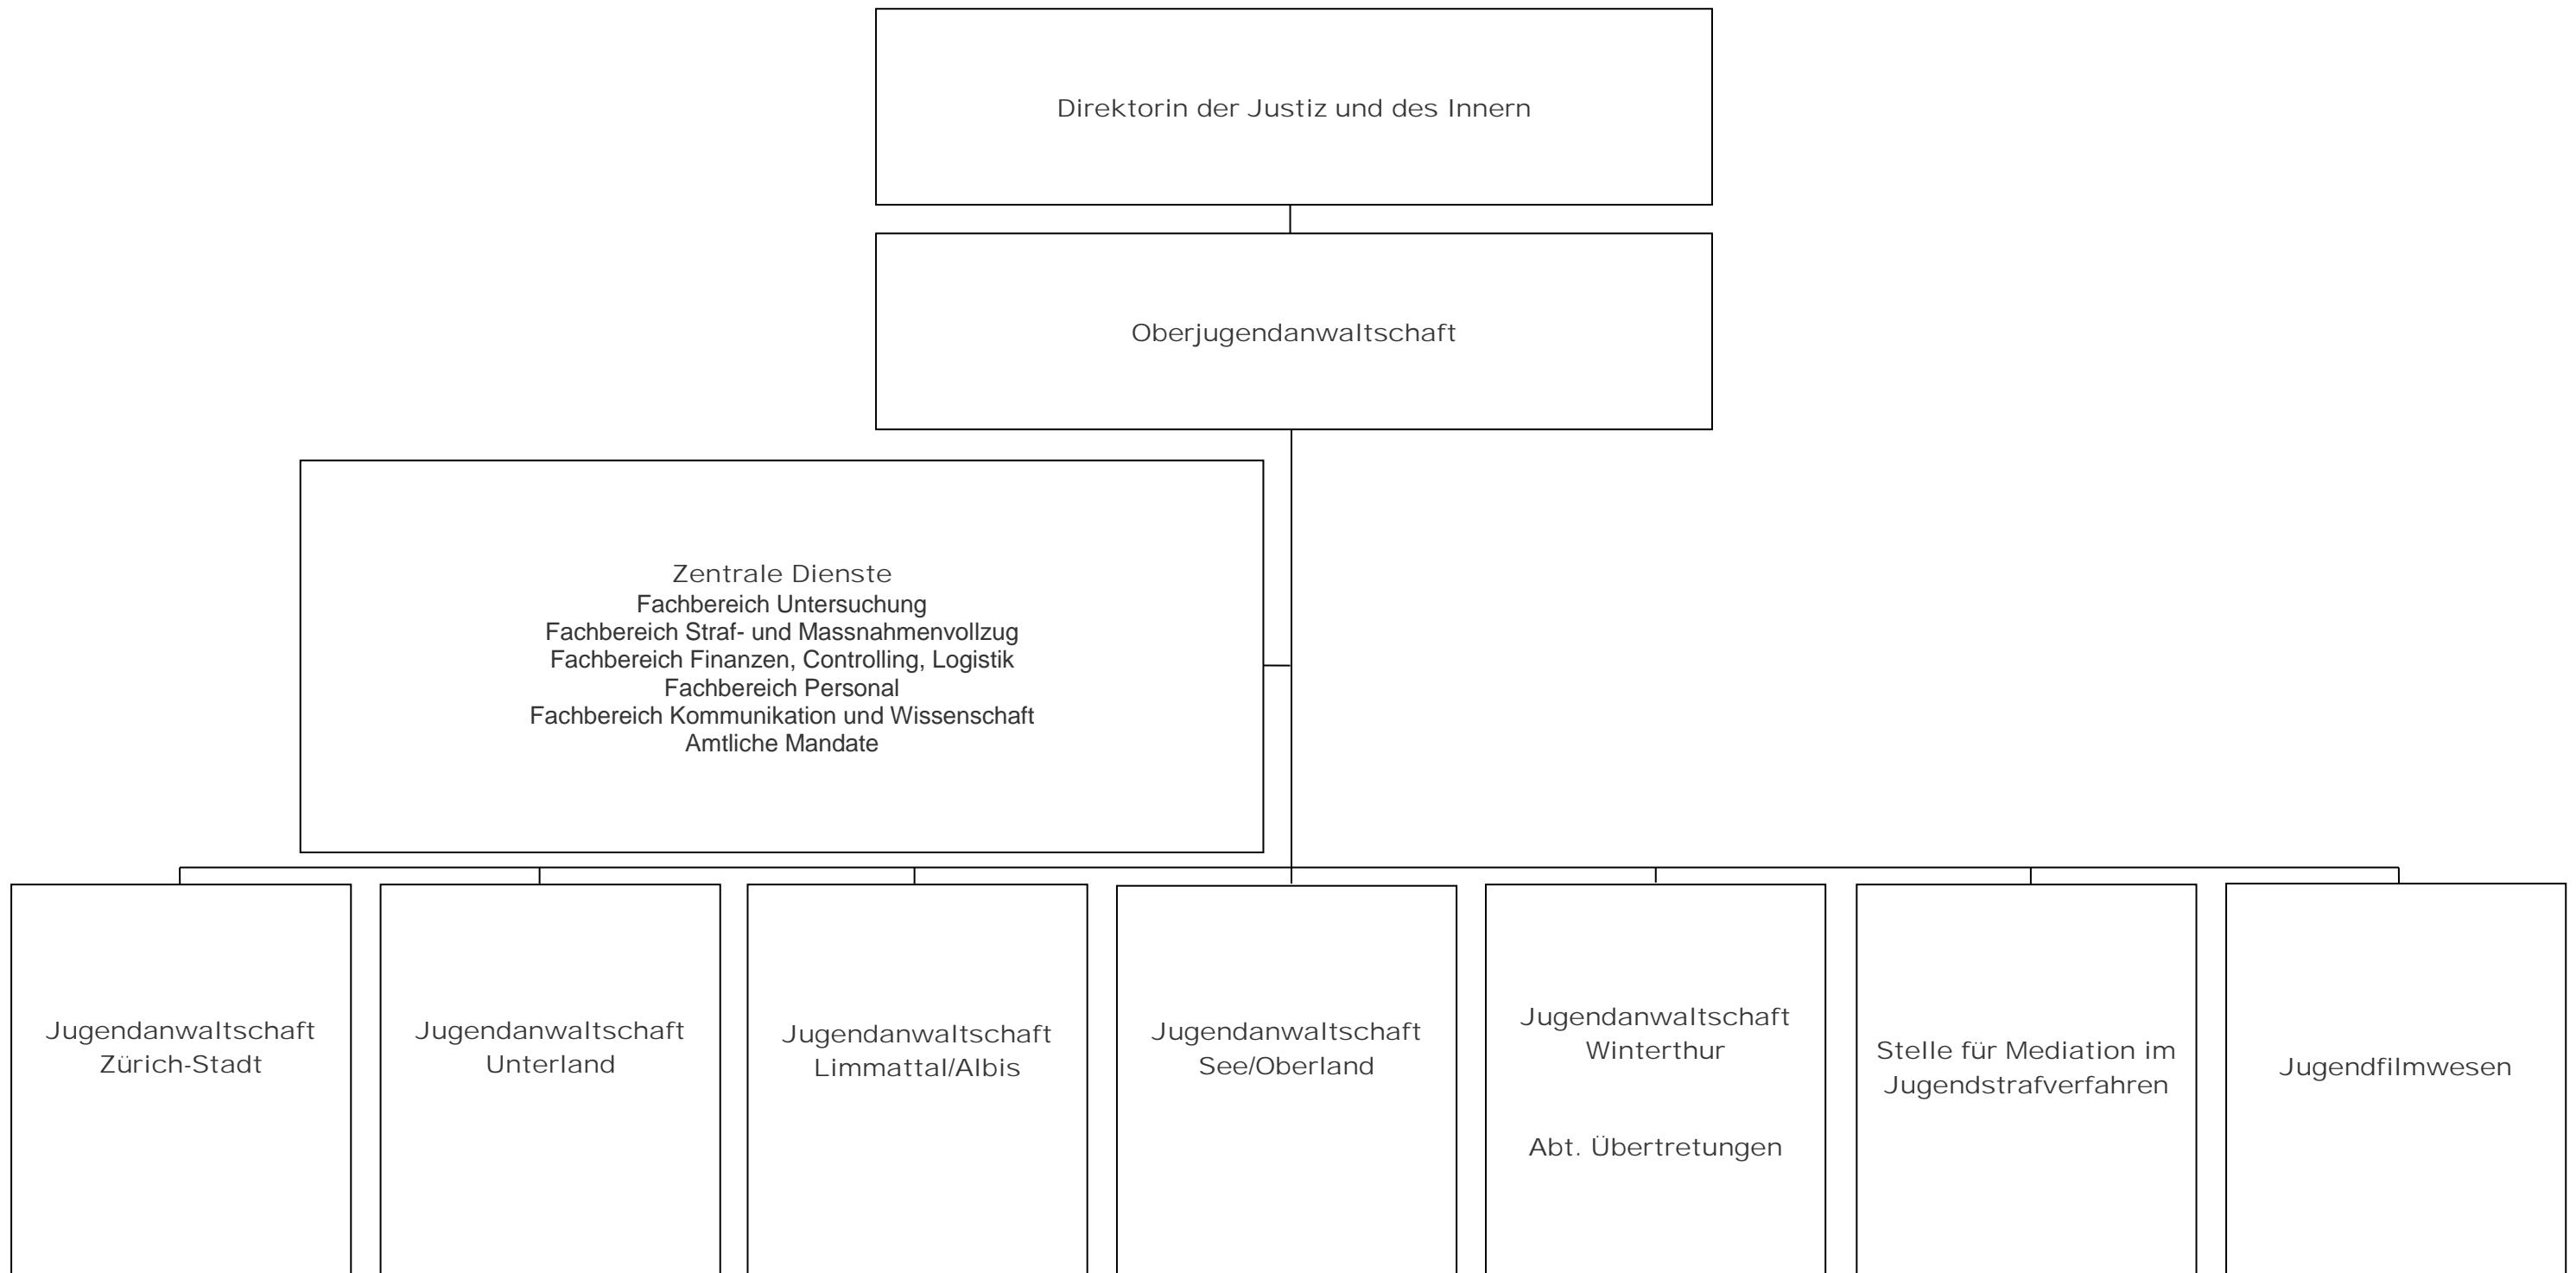 Direktorin der Justiz und des Innern
Oberjugendanwaltschaft
Zentrale Dienste
Fachbereich Untersuchung
Fachbereich Straf- und Massnahmenvollzug
Fachbereich Finanzen, Controlling, Logistik
Fachbereich Personal
Fachbereich Kommunikation und Wissenschaft
Amtliche Mandate
Jugendanwaltschaft
Zürich-Stadt
Jugendanwaltschaft
Unterland
Jugendanwaltschaft
Limmattal/Albis
Jugendanwaltschaft
See/Oberland
Jugendanwaltschaft
Winterthur
Abt. Übertretungen
Stelle für Mediation im
Jugendstrafverfahren
Jugendfilmwesen